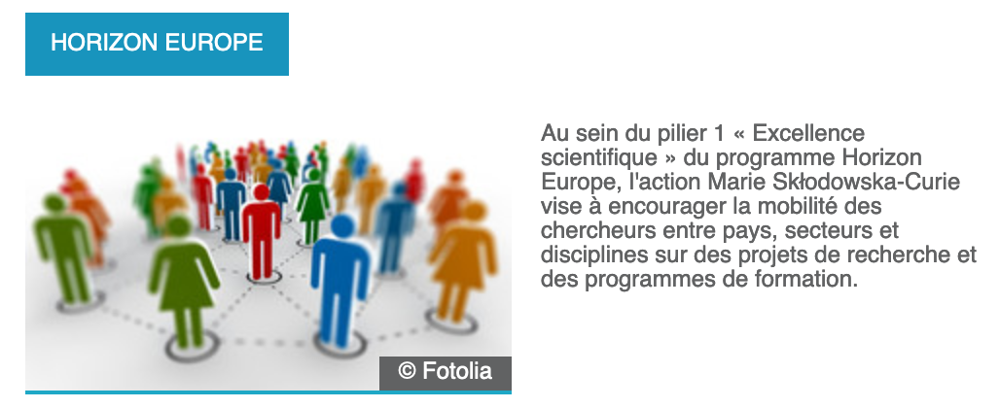 HORIZON EUROPE
Au sein du pilier 1 « Excellence
scientifique » du programme Horizon
Europe, l'action Marie Skłodowska-Curie
vise à encourager la mobilité des
chercheurs entre pays, secteurs et
disciplines sur des projets de recherche et
des programmes de formation.
© Fotolia